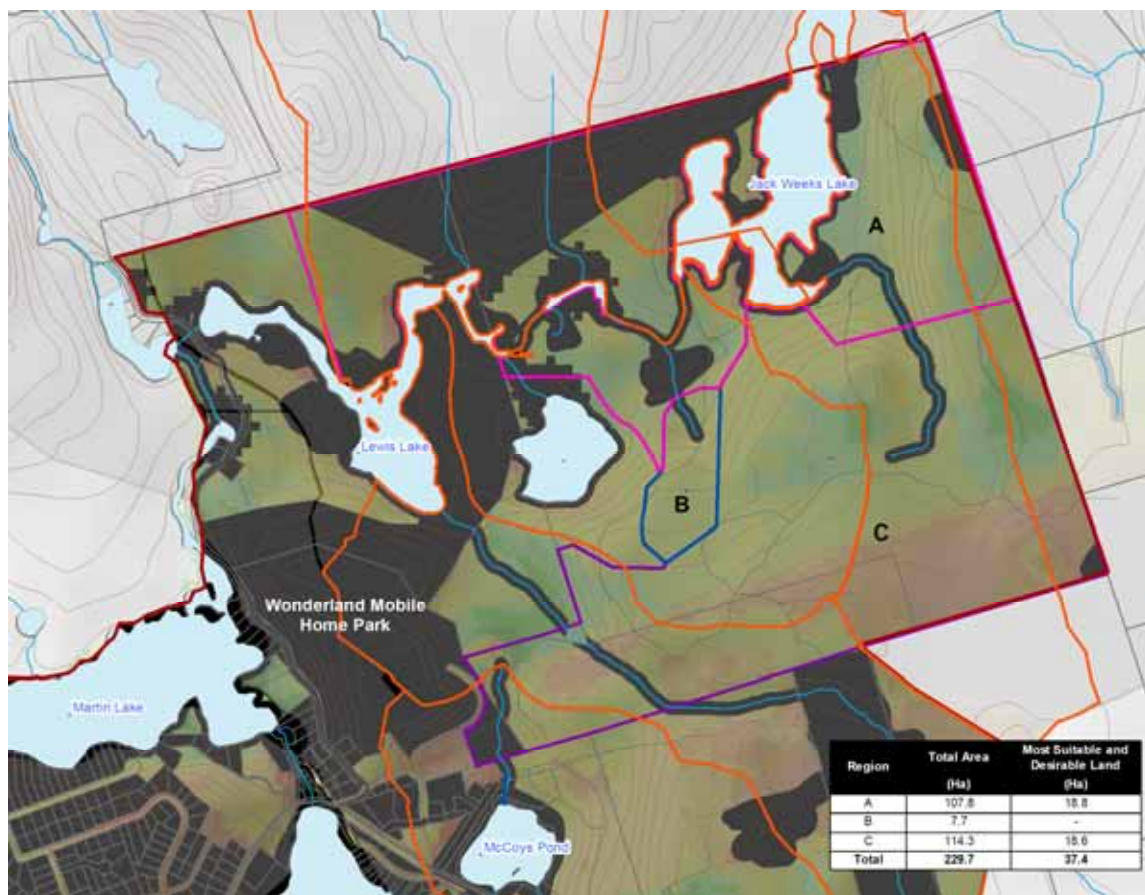 Jack Weeks Lake
A
Lewis Lake
B
C
Wonderland Mobile
Home Park
Martin Lake
McCoys Pond
Region Total Area Most Suitable and
Desirable Land
(Ha) (Ha)
A 107.8 18.8
B 7.7 -
C 114.3 18.6
Total 229.7 37.4